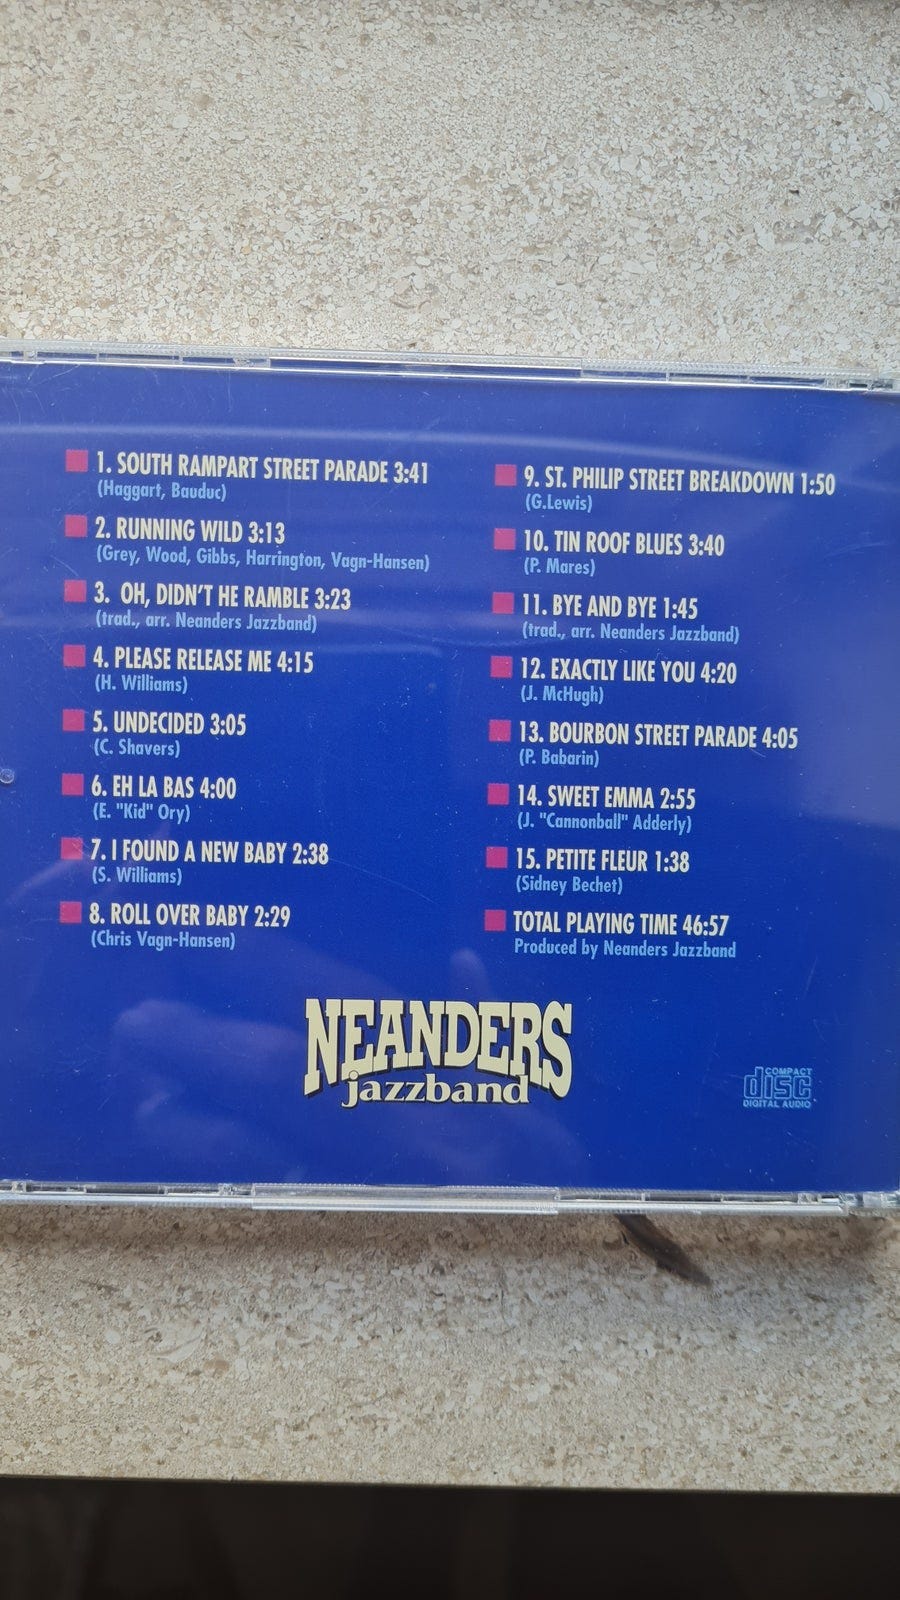 1. SOUTH RAMPART STREET PARADE 3:41
(Haggart, Bauduc)
2. RUNNING WILD 3:13
(Grey, Wood, Gibbs, Harrington, Vagn-Hansen)
3. OH, DIDN'T HE RAMBLE 3:23
(trad., arr. Neanders Jazzband)
4. PLEASE RELEASE ME 4:15
(H. Williams)
5. UNDECIDED 3:05
(C. Shavers)
6. EH LA BAS 4:00
(E. "Kid" Ory)
7. I FOUND A NEW BABY 2:38
(S. Williams)
8. ROLL OVER BABY 2:29
(Chris Vagn-Hansen)
9. ST. PHILIP STREET BREAKDOWN 1:50
(G.Lewis)
10. TIN ROOF BLUES 3:40
(P. Mares)
11. BYE AND BYE 1:45
(trad., arr. Neanders Jazzband)
12. EXACTLY LIKE YOU 4:20
(J. McHugh)
13. BOURBON STREET PARADE 4:05
(P. Babarin)
14. SWEET EMMA 2:55
(J. "Cannonball" Adderly)
15. PETITE FLEUR 1:38
(Sidney Bechet)
TOTAL PLAYING TIME 46:57
Produced by Neanders Jazzband
NEANDERS
jazzband
COMPACT
disc
DIGITAL AUDIO